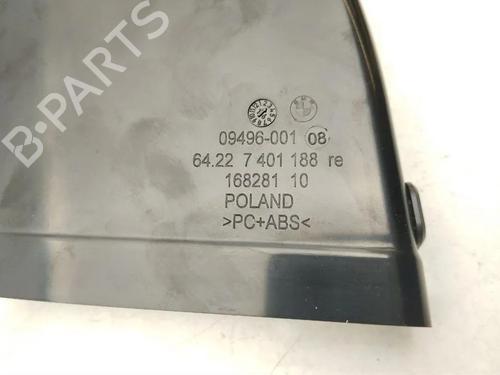 B-PARTS
09496-001 08
64.22 7 401 188 re
168281 10
POLAND
>PC+ABS<